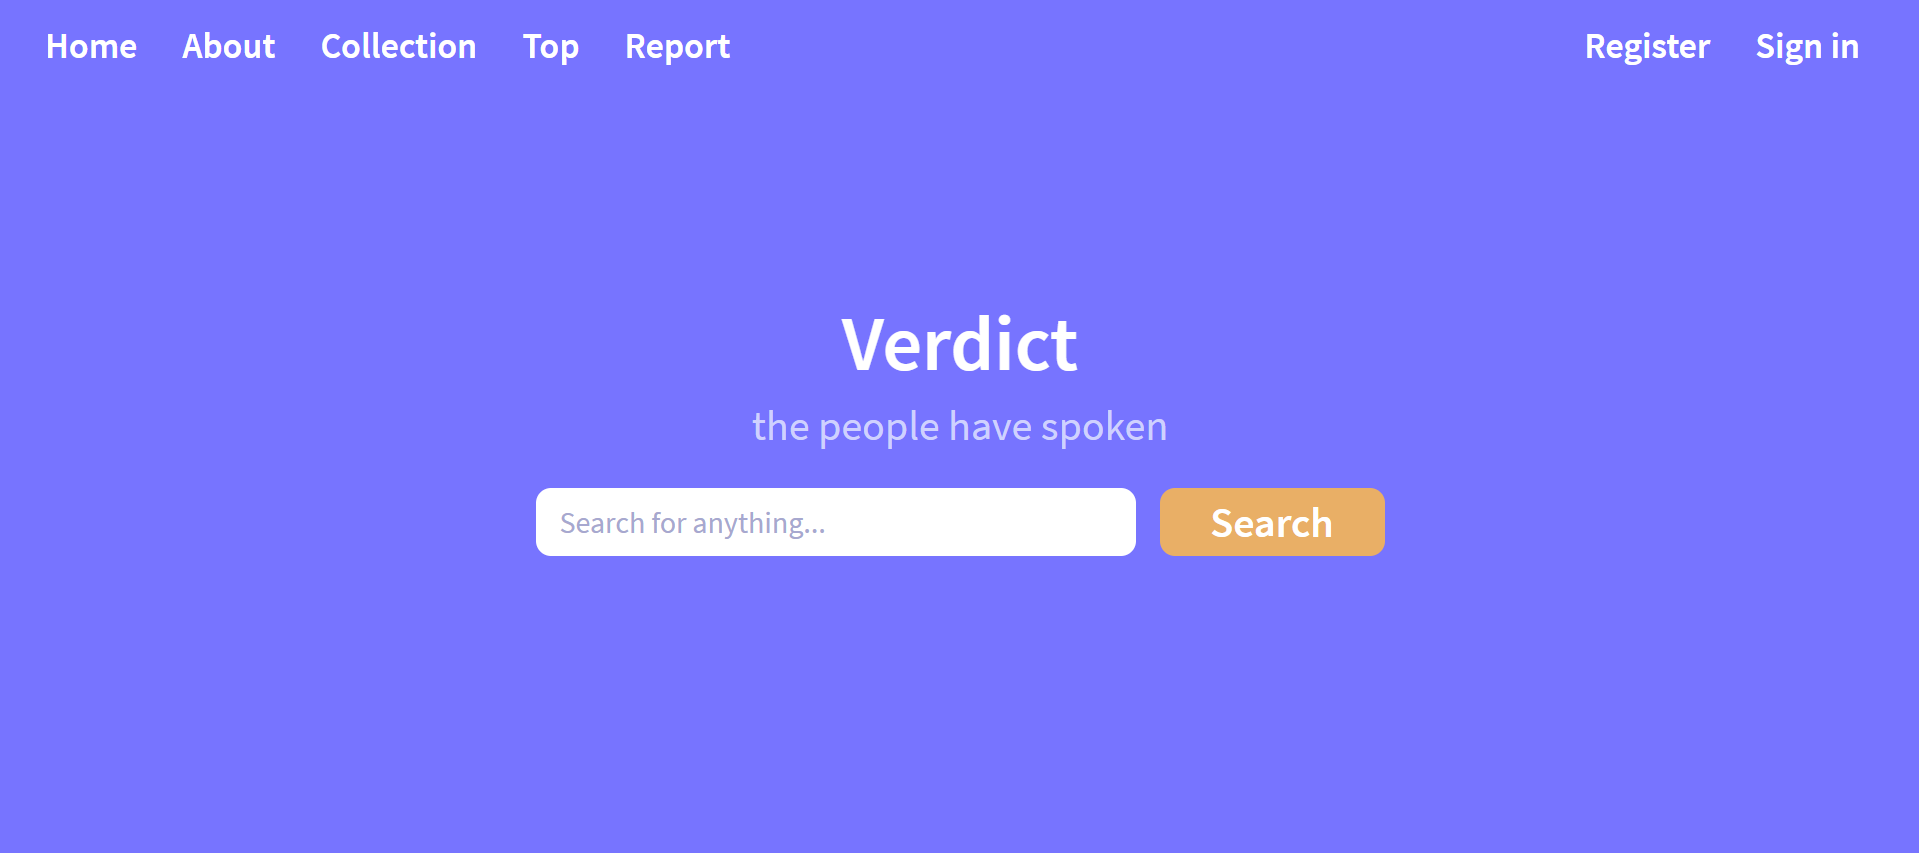 Home About Collection Top Report Register Sign in
Verdict
the people have spoken
Search for anything... Search